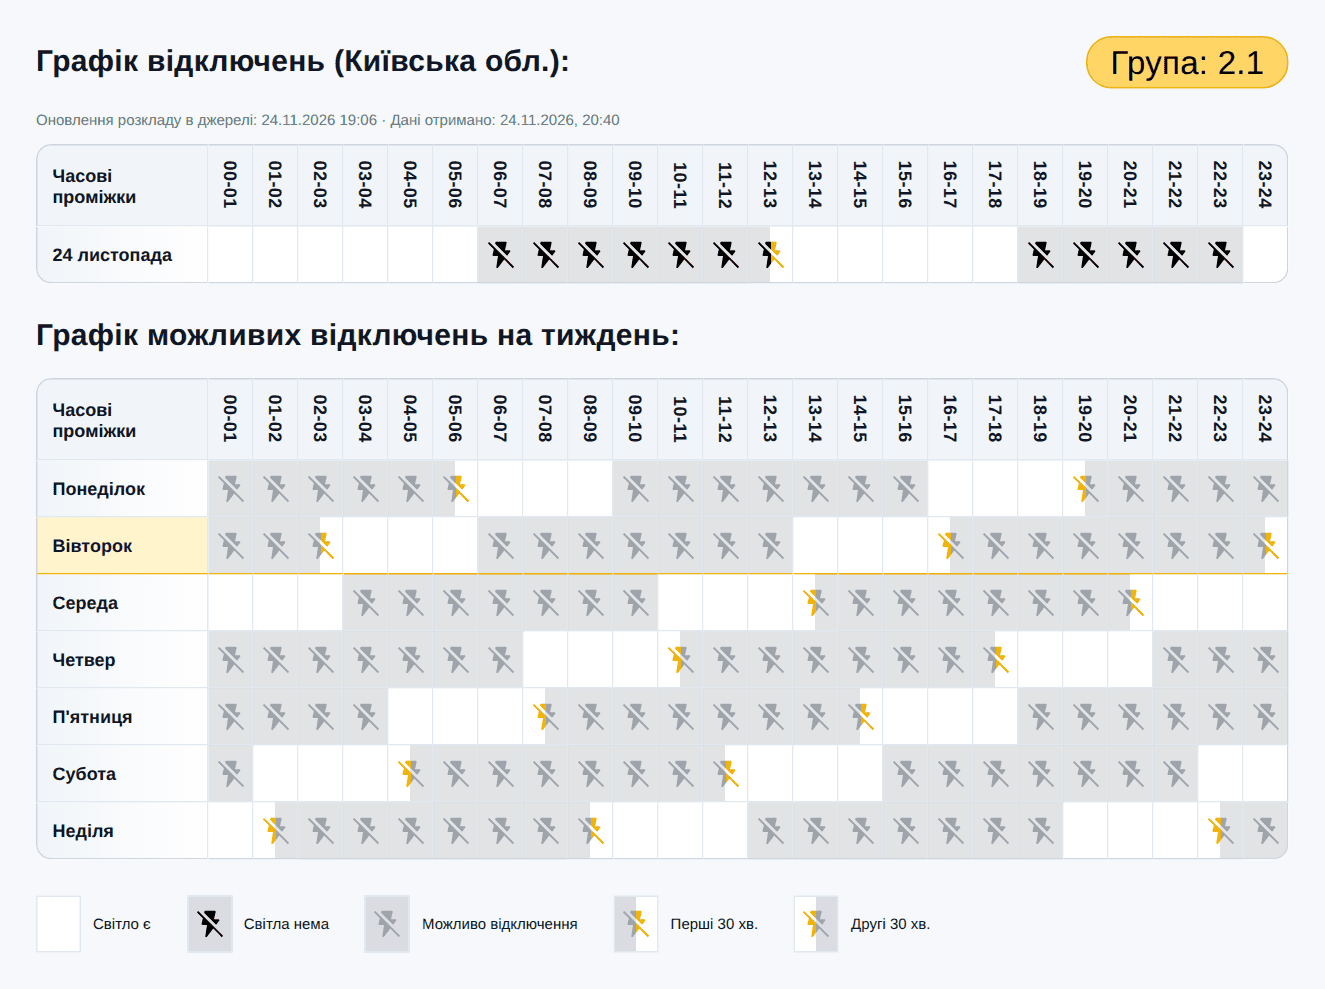 Графік відключень (Київська обл.):
Група: 2.1
Оновлення розкладу в джерелі: 24.11.2026 19:06 · Дані отримано: 24.11.2026, 20:40
Часові
проміжки
00-01 01-02 02-03 03-04 04-05 05-06 06-07 07-08 08-09 09-10 10-11 11-12 12-13 13-14 14-15 15-16 16-17 17-18 18-19 19-20 20-21 21-22 22-23 23-24
24 листопада
Графік можливих відключень на тиждень:
Часові
проміжки
00-01 01-02 02-03 03-04 04-05 05-06 06-07 07-08 08-09 09-10 10-11 11-12 12-13 13-14 14-15 15-16 16-17 17-18 18-19 19-20 20-21 21-22 22-23 23-24
Понеділок
Вівторок
Середа
Четвер
П'ятниця
Субота
Неділя
Світло є
Світла нема
Можливо відключення
Перші 30 хв.
Другі 30 хв.